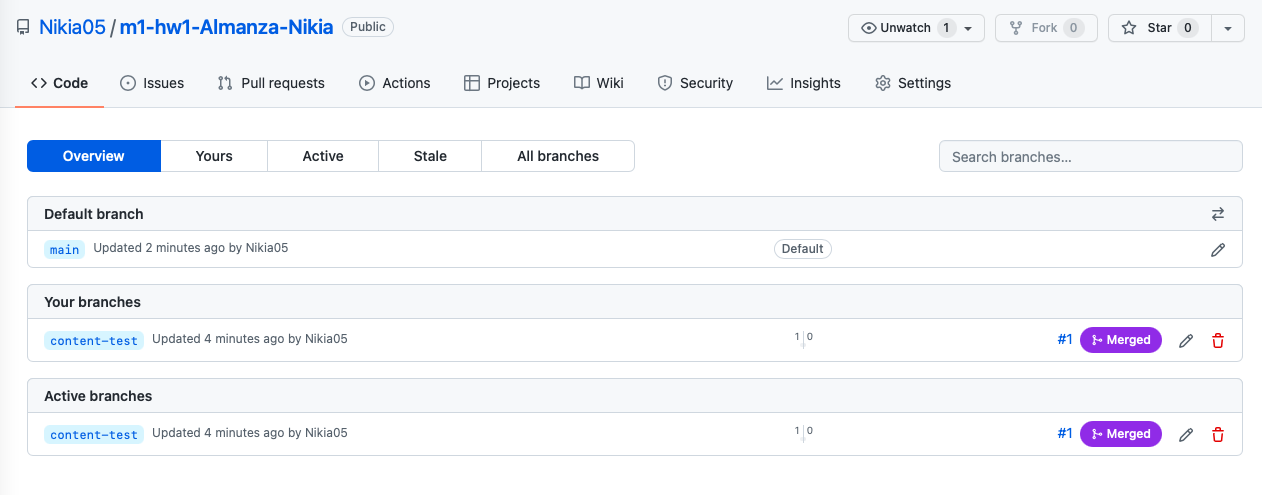 Nikia05 / m1-hw1-Almanza-Nikia Public Unwatch 1 Fork 0 Star 0
Code Issues Pull requests Actions Projects Wiki Security Insights Settings
Overview Yours Active Stale All branches Search branches...
Default branch
main Updated 2 minutes ago by Nikia05 Default
Your branches
content-test Updated 4 minutes ago by Nikia05 1 0 #1 Merged
Active branches
content-test Updated 4 minutes ago by Nikia05 1 0 #1 Merged